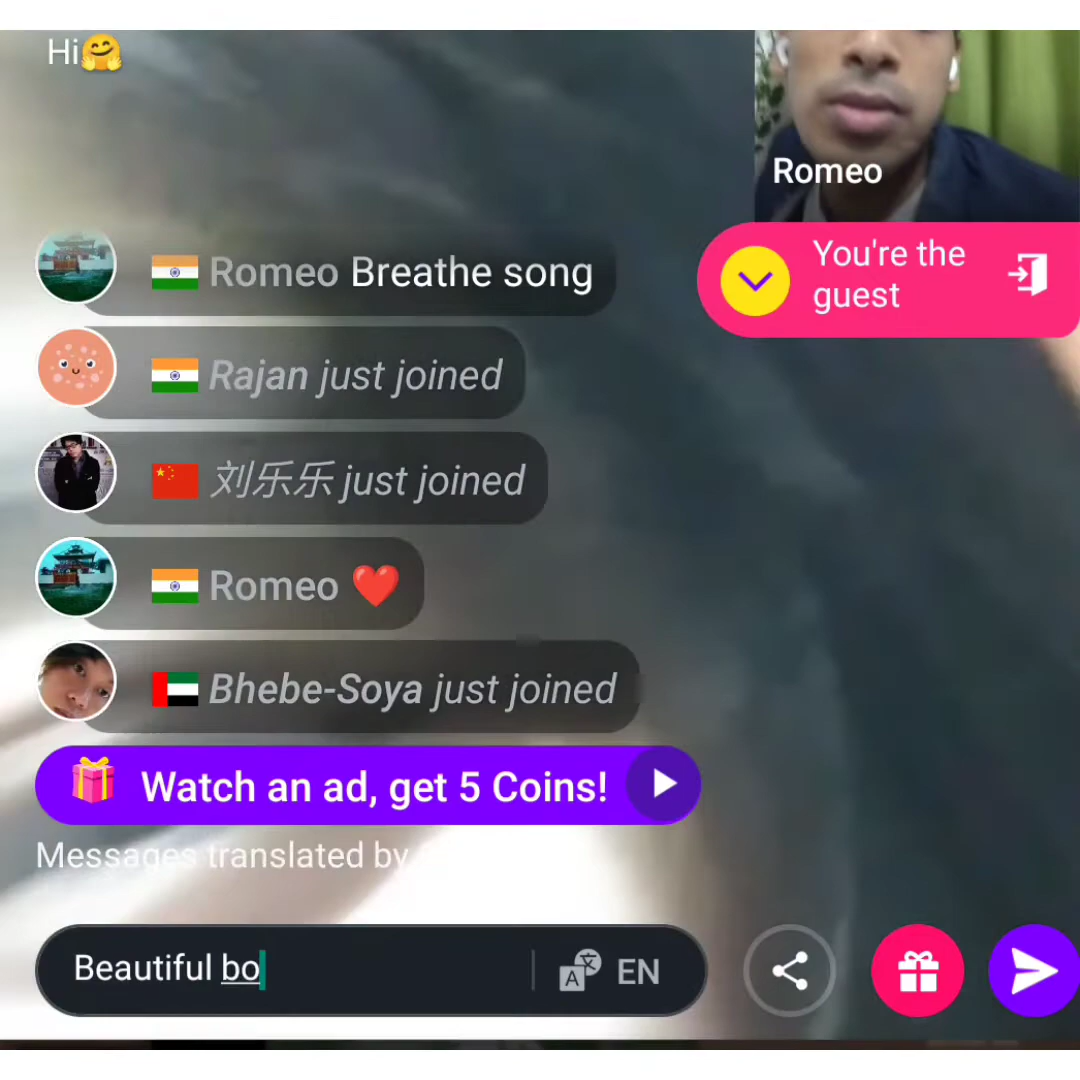 Hi🤗
Romeo
You're the
guest
Romeo Breathe song
Rajan just joined
刘乐乐 just joined
Romeo ❤️
Bhebe-Soya just joined
Watch an ad, get 5 Coins!
Messages translated by
Beautiful bo
EN